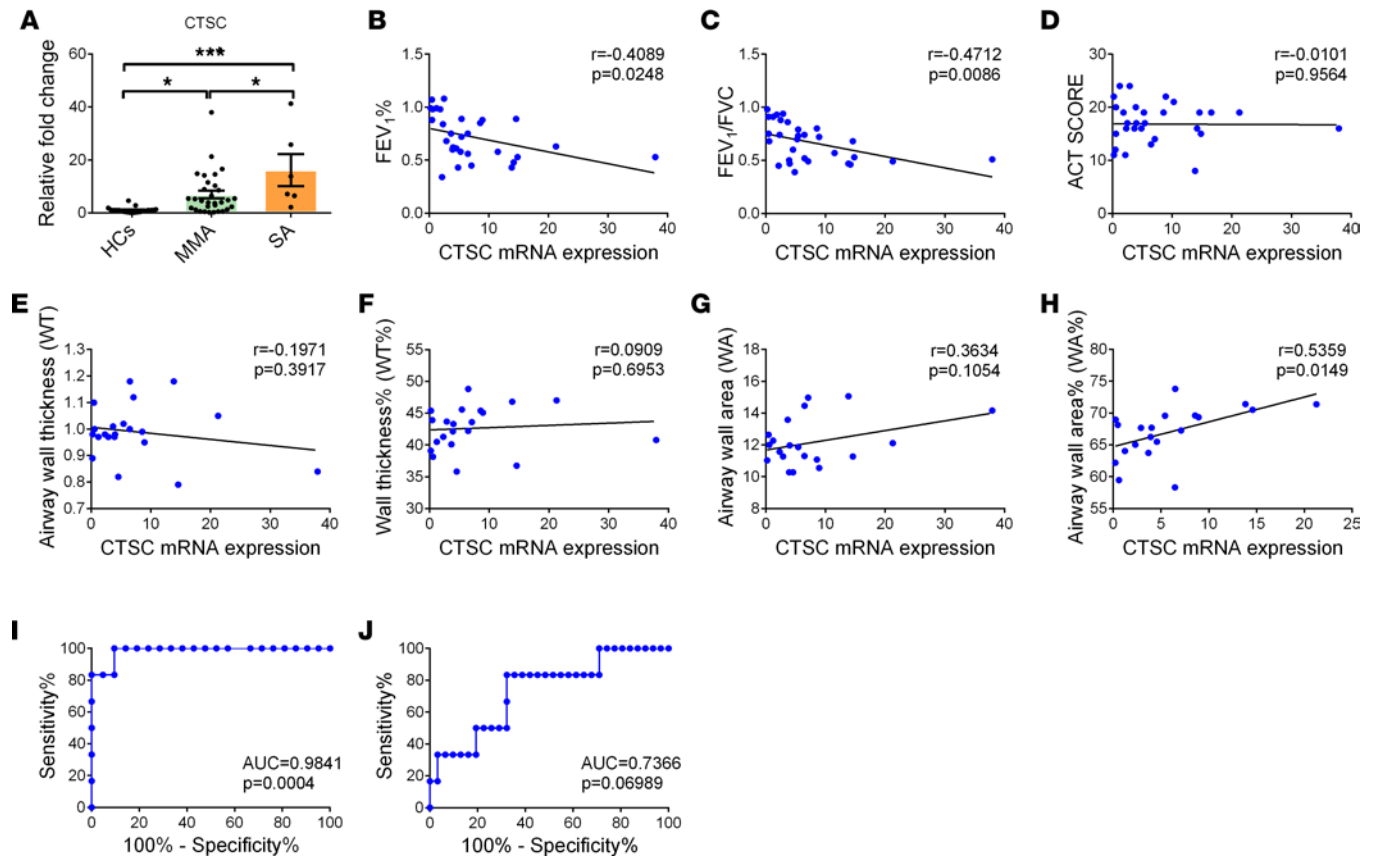 A
CTSC
Relative fold change
60
40
20
0
***
*
*
HCs
MMA
SA
B
FEV1%
1.5
1.0
0.5
0.0
r=-0.4089
p=0.0248
0
10
20
30
40
CTSC mRNA expression
C
FEV1/FVC
1.5
1.0
0.5
0.0
r=-0.4712
p=0.0086
0
10
20
30
40
CTSC mRNA expression
D
ACT SCORE
30
20
10
0
r=-0.0101
p=0.9564
0
10
20
30
40
CTSC mRNA expression
E
Airway wall thickness (WT)
1.3
1.2
1.1
1.0
0.9
0.8
0.7
r=-0.1971
p=0.3917
0
10
20
30
40
CTSC mRNA expression
F
Wall thickness% (WT%)
55
50
45
40
35
30
r=0.0909
p=0.6953
0
10
20
30
40
CTSC mRNA expression
G
Airway wall area (WA)
18
16
14
12
10
8
r=0.3634
p=0.1054
0
10
20
30
40
CTSC mRNA expression
H
Airway wall area% (WA%)
80
75
70
65
60
55
r=0.5359
p=0.0149
0
5
10
15
20
25
CTSC mRNA expression
I
Sensitivity%
100
80
60
40
20
0
AUC=0.9841
p=0.0004
0
20
40
60
80
100
100% - Specificity%
J
Sensitivity%
100
80
60
40
20
0
AUC=0.7366
p=0.06989
0
20
40
60
80
100
100% - Specificity%